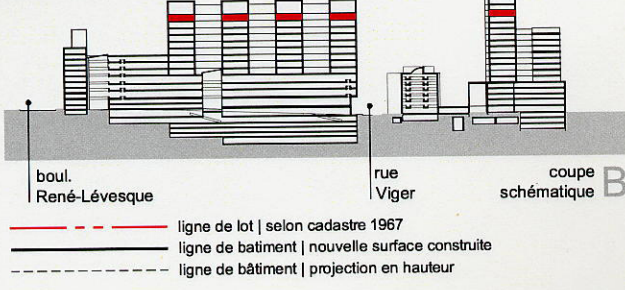 boul.
René-Lévesque
rue
Viger
coupe
schématique
B
ligne de lot | selon cadastre 1967
ligne de batiment | nouvelle surface construite
ligne de bâtiment | projection en hauteur